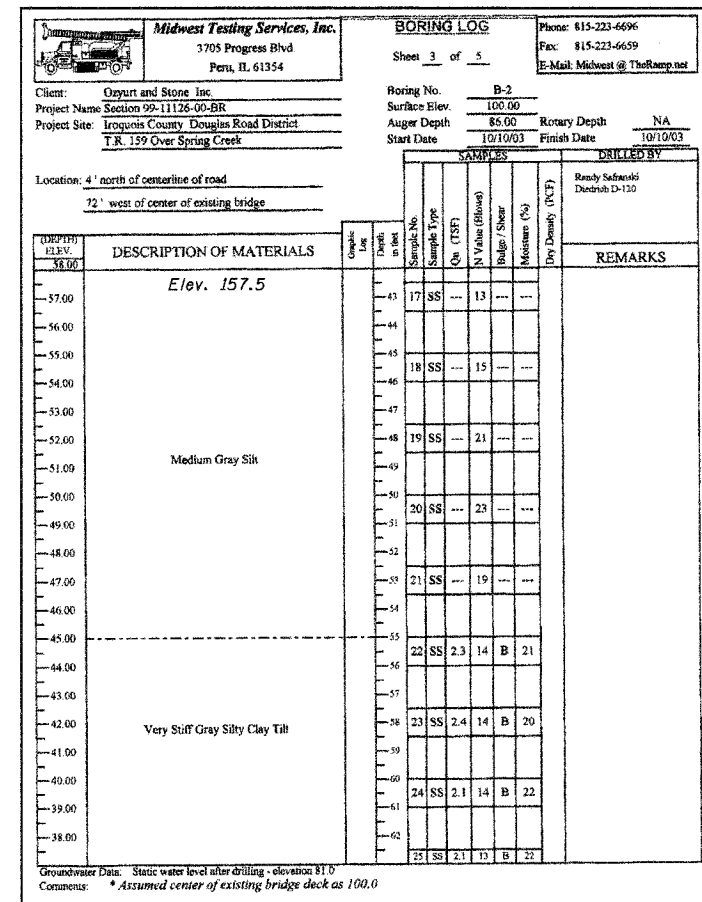 Midwest Testing Services, Inc.
3705 Progress Blvd
Peru, IL 61354
BORING LOG
Sheet 3 of 5
Phone: 815-223-6696
Fax: 815-223-6659
E-Mail: Midwest @ TheRamp.net
Client: Ozyurt and Stone Inc.
Project Name Section 99-11126-00-BR
Project Site: Iroquois County Douglas Road District
T.R. 159 Over Spring Creek
Boring No. B-2
Surface Elev. 100.00
Auger Depth 86.00 Rotary Depth NA
Start Date 10/10/03 Finish Date 10/10/03
Location: 4 ' north of centerline of road
72 ' west of center of existing bridge
SAMPLES
DRILLED BY
Randy Safranski
Diedrich D-120
(DEPTH)
ELEV.
58.00
DESCRIPTION OF MATERIALS
Graphic Log
Depth in feet
Sample No.
Sample Type
Qu (TSF)
N Value (Blows)
Bulge / Shear
Moisture (%)
Dry Density (PCF)
REMARKS
Elev. 157.5
57.00 43 17 SS --- 13 --- ---
56.00 44
55.00 45
18 SS --- 15 --- ---
54.00 46
53.00 47
52.00 48 19 SS --- 21 --- ---
Medium Gray Silt
51.00 49
50.00 50
20 SS --- 23 --- ---
49.00 51
48.00 52
47.00 53 21 SS --- 19 --- ---
46.00 54
45.00 55
22 SS 2.3 14 B 21
44.00 56
43.00 57
42.00 58 23 SS 2.4 14 B 20
Very Stiff Gray Silty Clay Till
41.00 59
40.00 60
24 SS 2.1 14 B 22
39.00 61
38.00 62
25 SS 2.1 13 B 22
Groundwater Data: Static water level after drilling - elevation 81.0
Comments: * Assumed center of existing bridge deck as 100.0